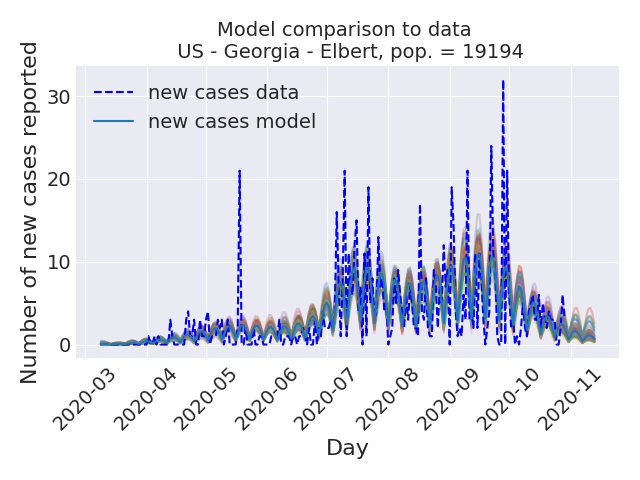 Model comparison to data
US - Georgia - Elbert, pop. = 19194
Number of new cases reported
30
20
10
0
new cases data
new cases model
2020-03
2020-04
2020-05
2020-06
2020-07
2020-08
2020-09
2020-10
2020-11
Day